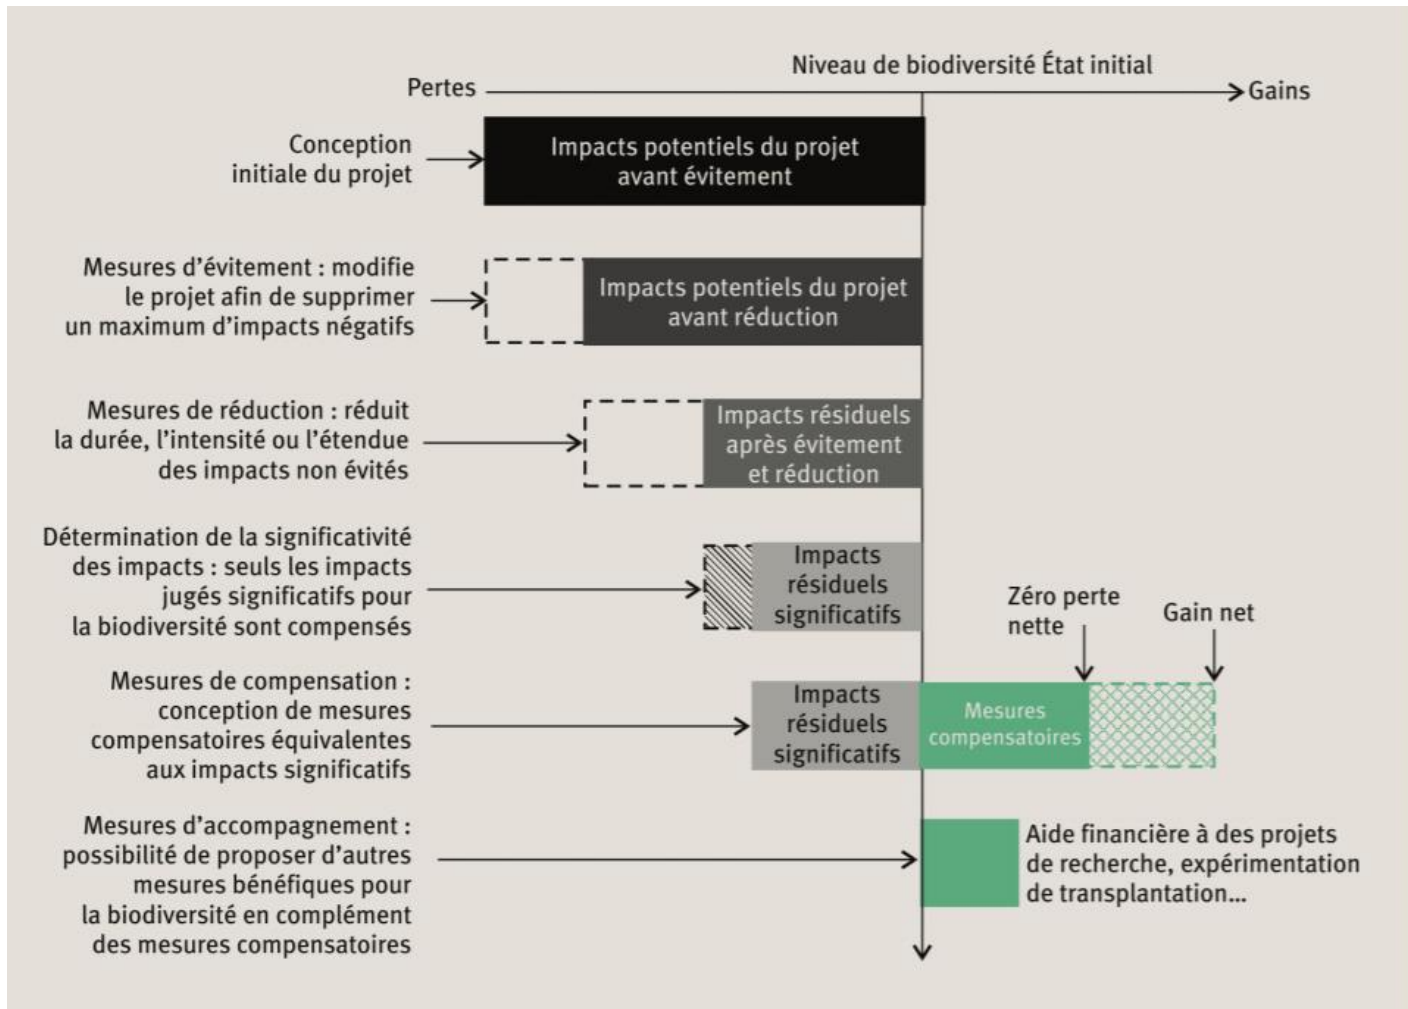 Niveau de biodiversité État initial
Pertes
Gains
Conception
initiale du projet
Impacts potentiels du projet
avant évitement
Mesures d’évitement : modifie
le projet afin de supprimer
un maximum d’impacts négatifs
Impacts potentiels du projet
avant réduction
Mesures de réduction : réduit
la durée, l’intensité ou l’étendue
des impacts non évités
Impacts résiduels
après évitement
et réduction
Détermination de la significativité
des impacts : seuls les impacts
jugés significatifs pour
la biodiversité sont compensés
Impacts
résiduels
significatifs
Zéro perte
nette
Gain net
Mesures de compensation :
conception de mesures
compensatoires équivalentes
aux impacts significatifs
Impacts
résiduels
significatifs
Mesures
compensatoires
Mesures d’accompagnement :
possibilité de proposer d’autres
mesures bénéfiques pour
la biodiversité en complément
des mesures compensatoires
Aide financière à des projets
de recherche, expérimentation
de transplantation...